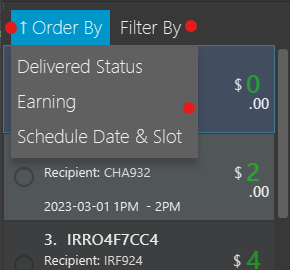 ↑ Order By Filter By
Delivered Status
Earning
Schedule Date & Slot
$ 0
.00
Recipient: CHA932
$ 2
.00
2023-03-01 1PM - 2PM
3. IRRO4F7CC4
Recipient: IRF924
$ 4